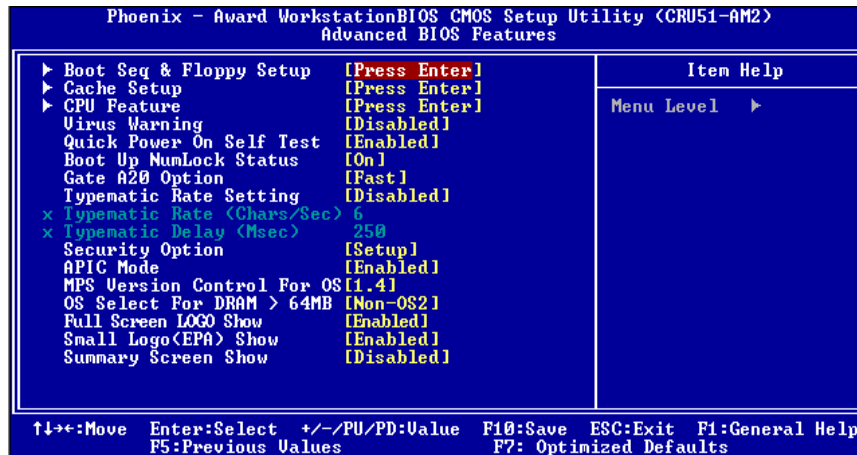 Phoenix - Award WorkstationBIOS CMOS Setup Utility (CRU51-AM2)
Advanced BIOS Features
▶ Boot Seq & Floppy Setup [Press Enter]
▶ Cache Setup [Press Enter]
▶ CPU Feature [Press Enter]
Virus Warning [Disabled]
Quick Power On Self Test [Enabled]
Boot Up NumLock Status [On]
Gate A20 Option [Fast]
Typematic Rate Setting [Disabled]
x Typematic Rate (Chars/Sec) 6
x Typematic Delay (Msec) 250
Security Option [Setup]
APIC Mode [Enabled]
MPS Version Control For OS[1.4]
OS Select For DRAM > 64MB [Non-OS2]
Full Screen LOGO Show [Enabled]
Small Logo(EPA) Show [Enabled]
Summary Screen Show [Disabled]
Item Help
Menu Level ▶
↑↓→←:Move Enter:Select +/-/PU/PD:Value F10:Save ESC:Exit F1:General Help
F5:Previous Values F7: Optimized Defaults